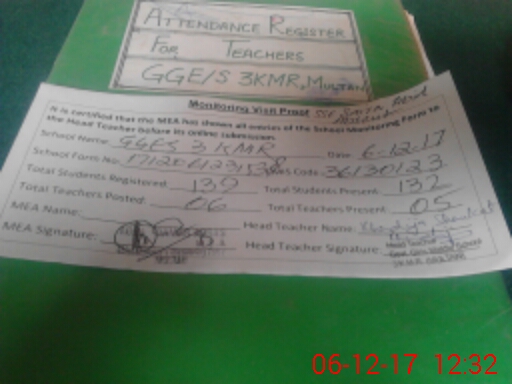 ATTENDANCE REGISTER
FOR TEACHERS
GGE/S 3KMR, MULTAN
Monitoring Visit Proof
It is certified that the MEA has shown all entries of the School Monitoring Form to
the Head Teacher before its online submission.
School Name: GGES 3 KMR Date 6-12-17
School Form No Code 36130123
Total Students Registered: 139 Total Students Present: 132
Total Teachers Posted: 06 Total Teachers Present: 05
MEA Name: Head Teacher Name:
MEA Signature: Head Teacher Signature:
06-12-17 12:32